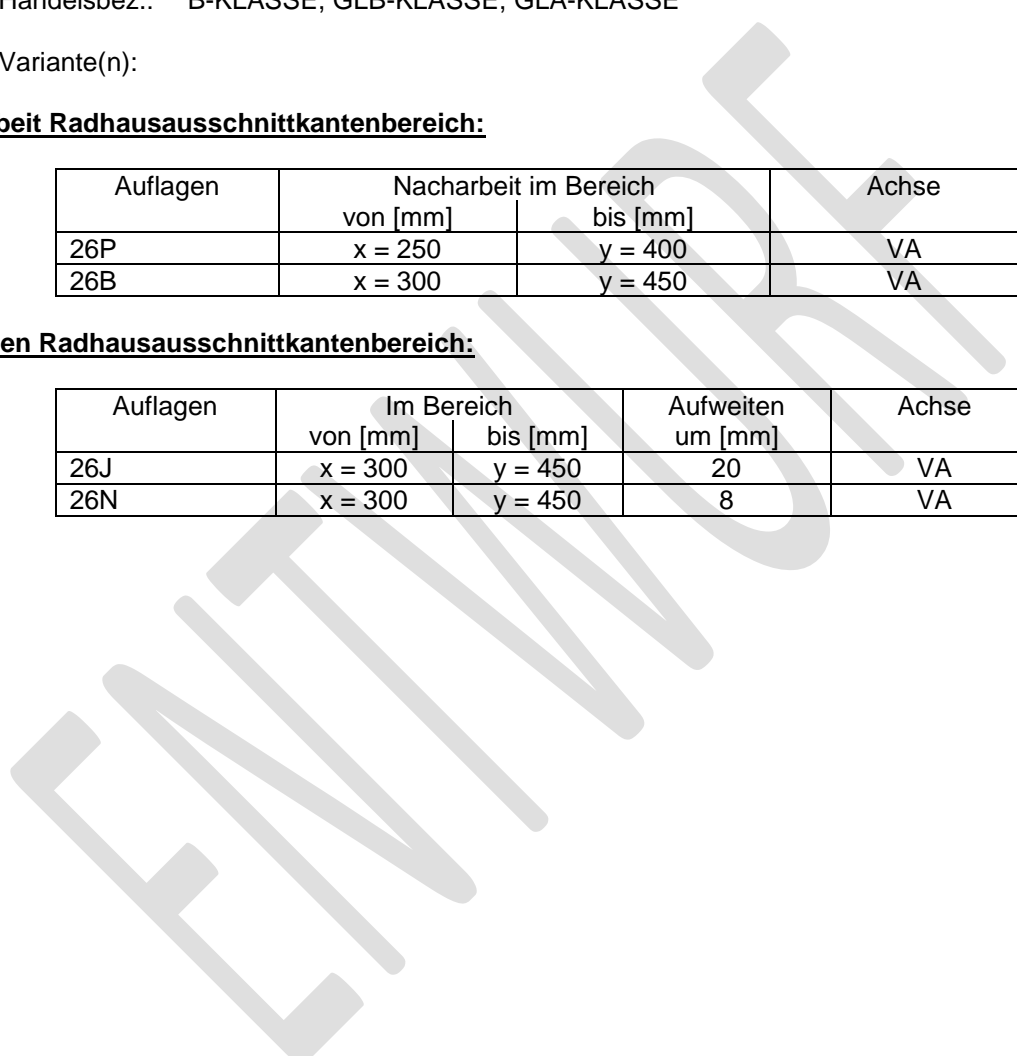 Handelsbez.: B-KLASSE, GLB-KLASSE, GLA-KLASSE
Variante(n):
beit Radhausausschnittkantenbereich:
Auflagen Nacharbeit im Bereich Achse
von [mm] bis [mm]
26P x = 250 y = 400 VA
26B x = 300 y = 450 VA
en Radhausausschnittkantenbereich:
Auflagen Im Bereich Aufweiten Achse
von [mm] bis [mm] um [mm]
26J x = 300 y = 450 20 VA
26N x = 300 y = 450 8 VA
ENTWURF